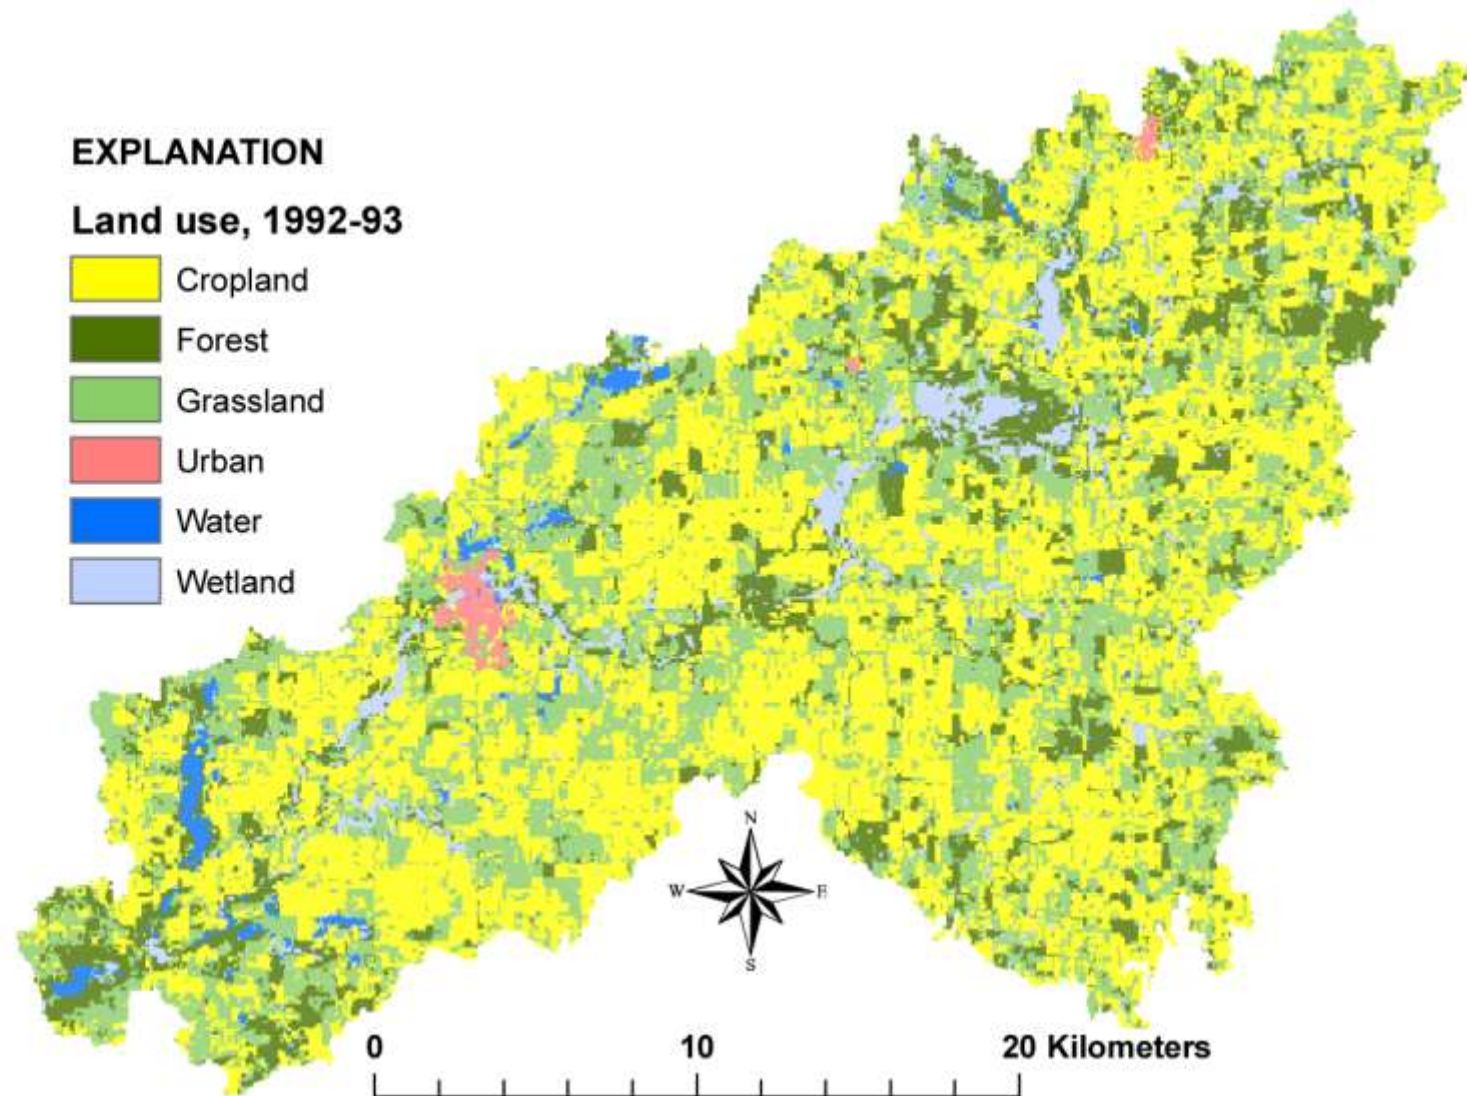 EXPLANATION
Land use, 1992-93
Cropland
Forest
Grassland
Urban
Water
Wetland
N
W E
S
0 10 20 Kilometers